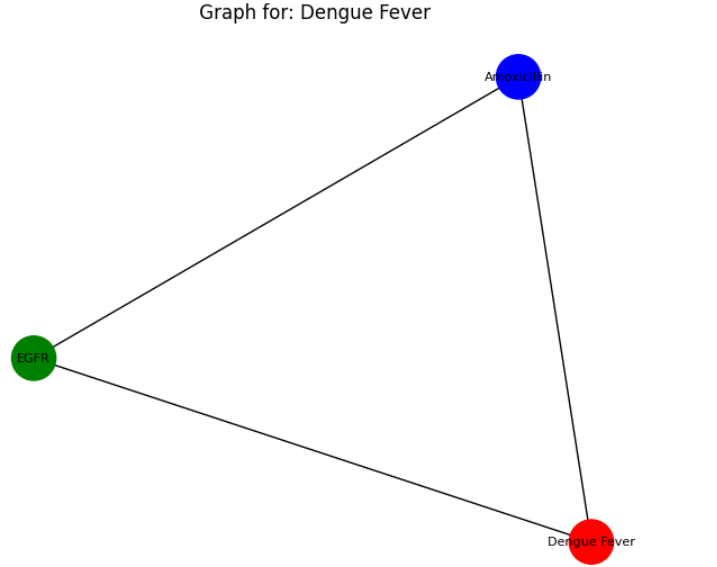 Graph for: Dengue Fever
Amoxicillin
EGFR
Dengue Fever